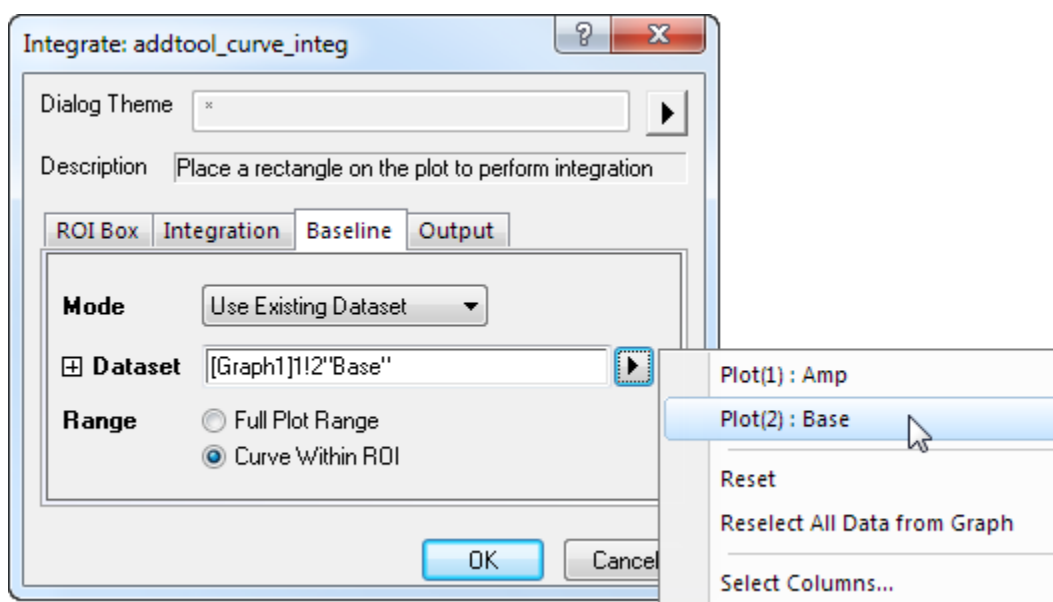 Integrate: addtool_curve_integ
Dialog Theme *
Description Place a rectangle on the plot to perform integration
ROI Box Integration Baseline Output
Mode Use Existing Dataset
Dataset [Graph1]1!2"Base"
Plot(1) : Amp
Plot(2) : Base
Range Full Plot Range
Curve Within ROI
Reset
Reselect All Data from Graph
Select Columns...
OK Cancel